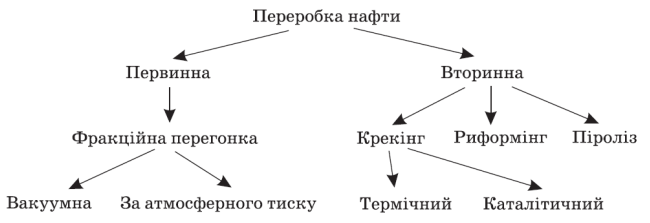 Переробка нафти
Первинна
Вторинна
Фракційна перегонка
Крекінг
Риформінг
Піроліз
Вакуумна
За атмосферного тиску
Термічний
Каталітичний